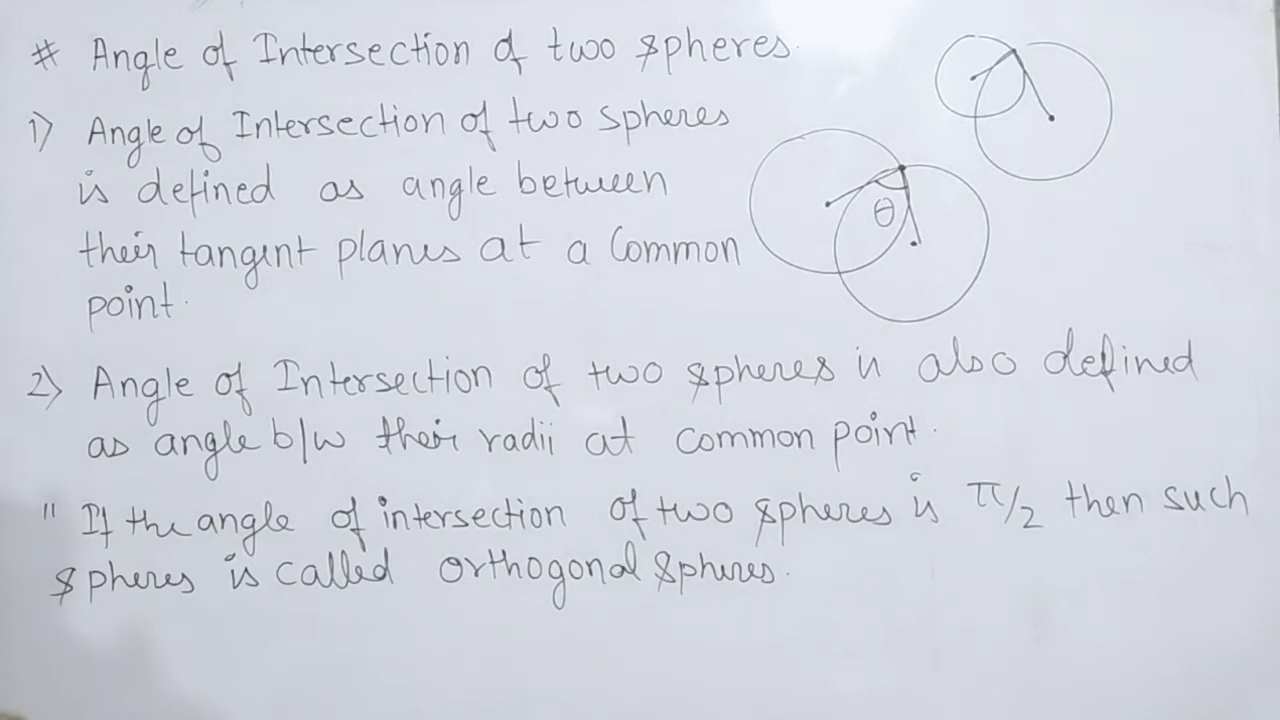 # Angle of Intersection of two spheres.
1) Angle of Intersection of two spheres
is defined as angle between
their tangent planes at a Common
point.
θ
2) Angle of Intersection of two spheres is also defined
as angle b/w their radii at common point.
" If the angle of intersection of two spheres is π/2 then such
spheres is called orthogonal spheres.